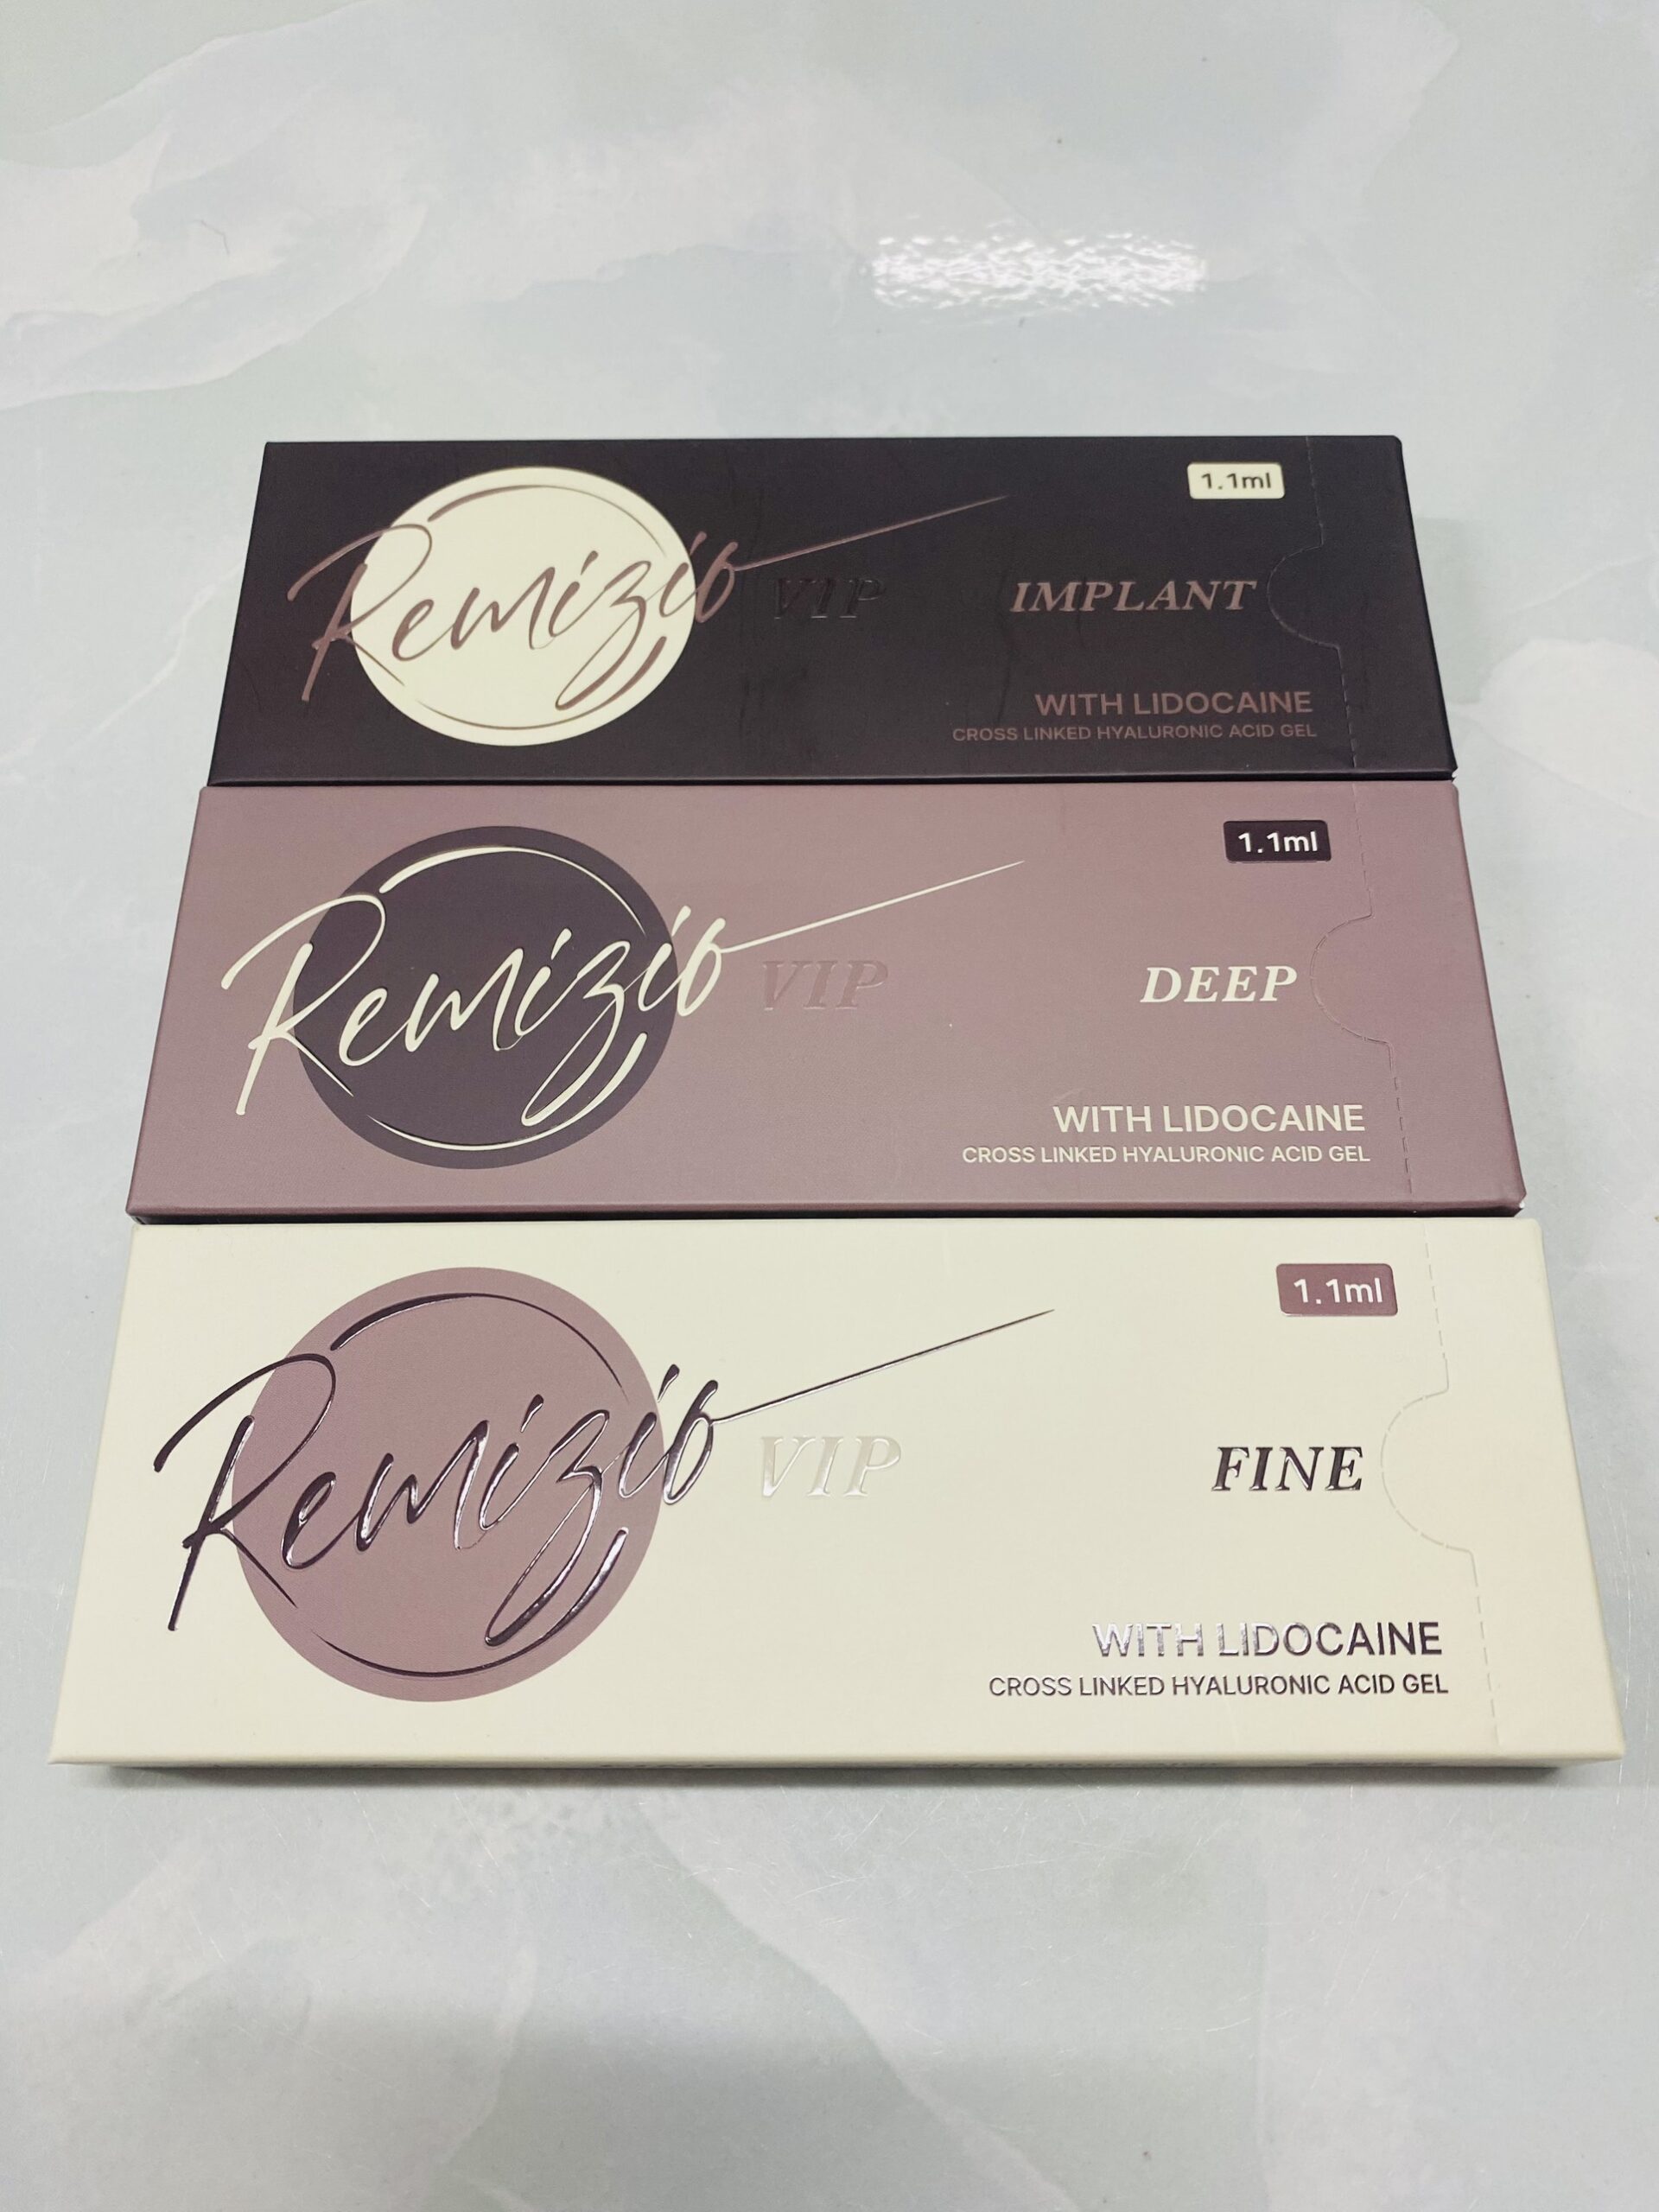 1.1ml
Remizio VIP IMPLANT
WITH LIDOCAINE
CROSS LINKED HYALURONIC ACID GEL
1.1ml
Remizio VIP DEEP
WITH LIDOCAINE
CROSS LINKED HYALURONIC ACID GEL
1.1ml
Remizio VIP FINE
WITH LIDOCAINE
CROSS LINKED HYALURONIC ACID GEL